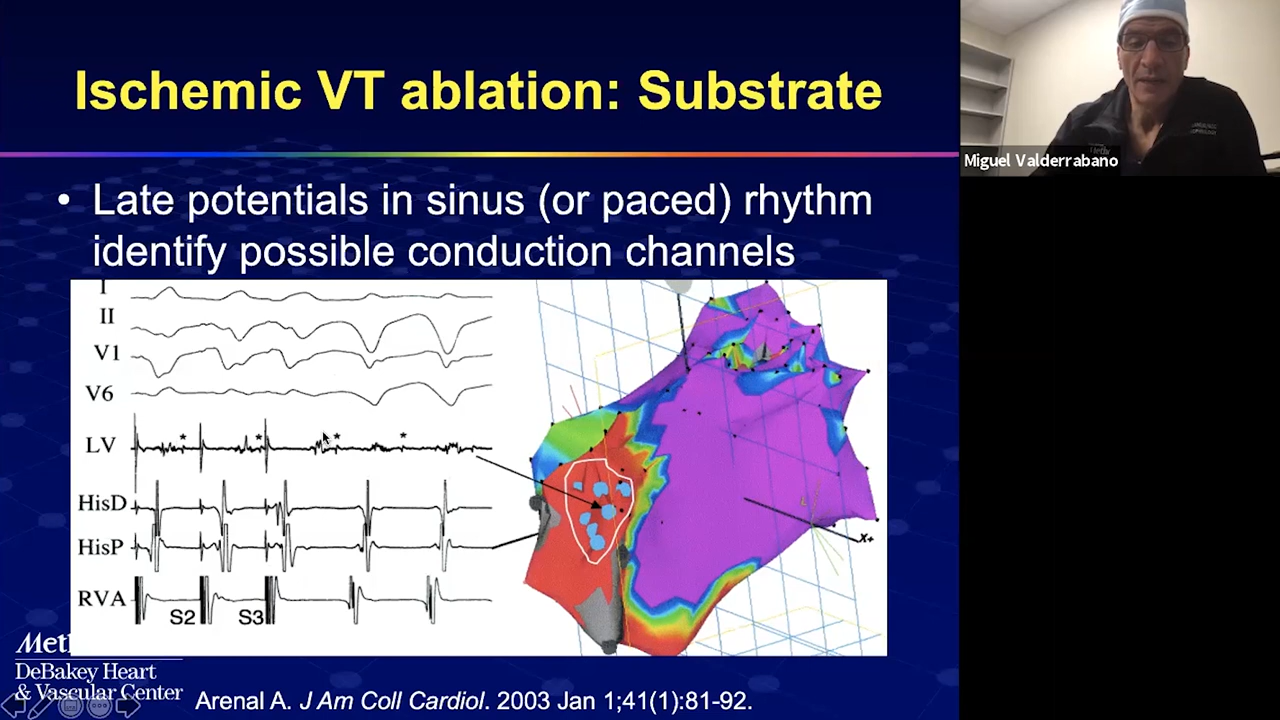 Ischemic VT ablation: Substrate
Miguel Valderrabano
• Late potentials in sinus (or paced) rhythm
identify possible conduction channels
I
II
V1
V6
LV
* * * *
HisD
HisP
RVA
S2 S3
X+
DeBakey Heart
& Vascular Center
Arenal A. J Am Coll Cardiol. 2003 Jan 1;41(1):81-92.